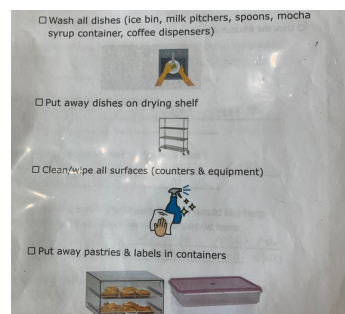 ☐ Wash all dishes (ice bin, milk pitchers, spoons, mocha
syrup container, coffee dispensers)
☐ Put away dishes on drying shelf
☐ Clean/wipe all surfaces (counters & equipment)
☐ Put away pastries & labels in containers